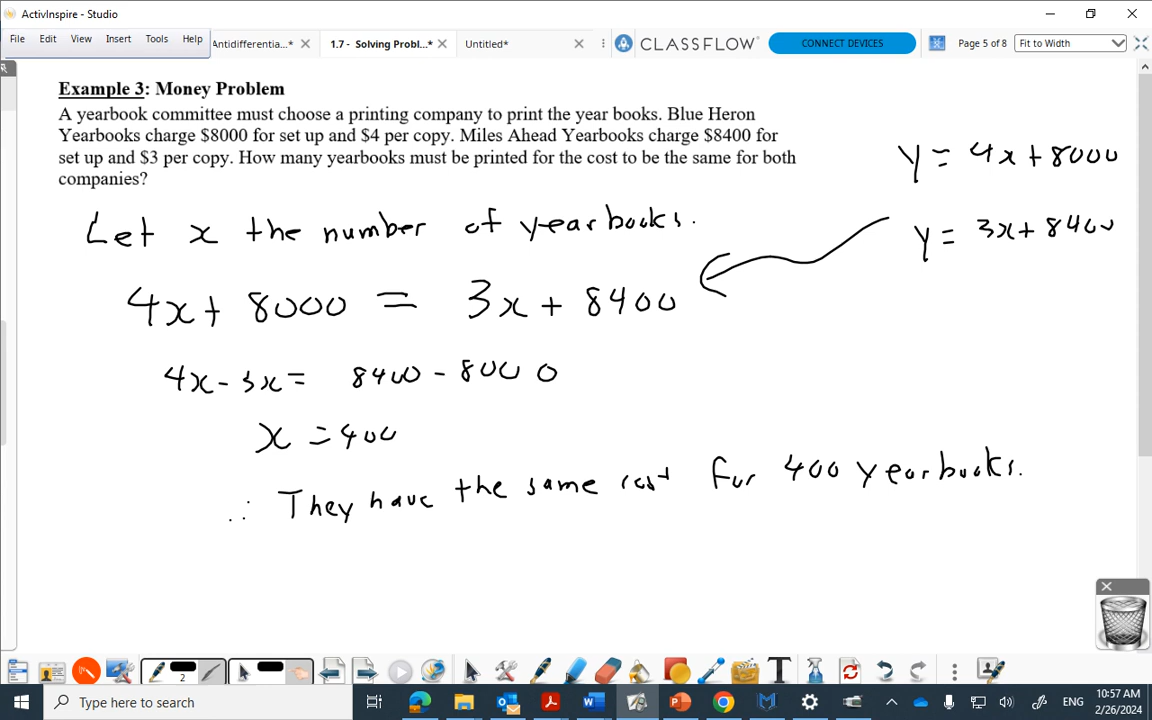 ActivInspire - Studio
File Edit View Insert Tools Help
Antidifferentia...* 1.7 - Solving Probl...* Untitled* CLASSFLOW CONNECT DEVICES Page 5 of 8 Fit to Width
Example 3: Money Problem
A yearbook committee must choose a printing company to print the year books. Blue Heron
Yearbooks charge $8000 for set up and $4 per copy. Miles Ahead Yearbooks charge $8400 for
set up and $3 per copy. How many yearbooks must be printed for the cost to be the same for both
companies?
y = 4x + 8000
y = 3x + 8400
Let x the number of yearbooks.
4x + 8000 = 3x + 8400
4x - 3x = 8400 - 8000
x = 400
∴ They have the same cost for 400 yearbooks.
2
T
Type here to search
ENG
10:57 AM
2/26/2024